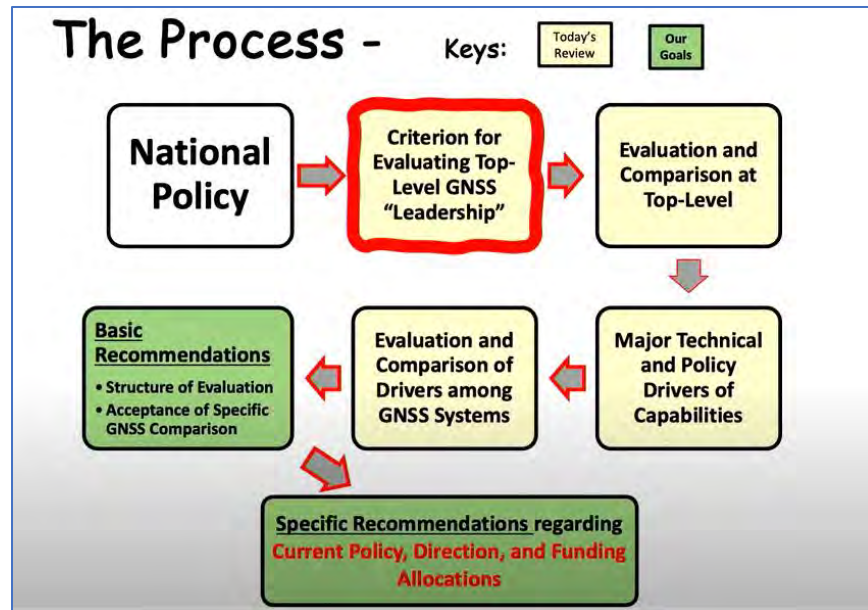 The Process -
Keys:
Today's
Review
Our
Goals
National
Policy
Criterion for
Evaluating Top-
Level GNSS
“Leadership”
Evaluation and
Comparison at
Top-Level
Major Technical
and Policy
Drivers of
Capabilities
Evaluation and
Comparison of
Drivers among
GNSS Systems
Basic
Recommendations
• Structure of Evaluation
• Acceptance of Specific
GNSS Comparison
Specific Recommendations regarding
Current Policy, Direction, and Funding
Allocations